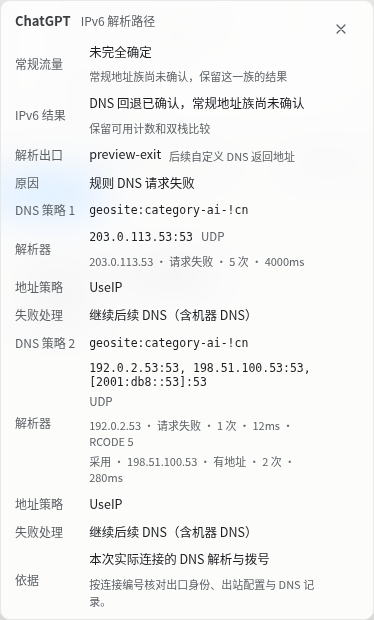 ChatGPT IPv6 解析路径
常规流量
未完全确定
常规地址族尚未确认，保留这一族的结果
IPv6 结果
DNS 回退已确认，常规地址族尚未确认
保留可用计数和双栈比较
解析出口
preview-exit 后续自定义 DNS 返回地址
原因
规则 DNS 请求失败
DNS 策略 1
geosite:category-ai-!cn
解析器
203.0.113.53:53 UDP
203.0.113.53 · 请求失败 · 5 次 · 4000ms
地址策略
UseIP
失败处理
继续后续 DNS（含机器 DNS）
DNS 策略 2
geosite:category-ai-!cn
解析器
192.0.2.53:53, 198.51.100.53:53,
[2001:db8::53]:53
UDP
192.0.2.53 · 请求失败 · 1 次 · 12ms ·
RCODE 5
采用 · 198.51.100.53 · 有地址 · 2 次 ·
280ms
地址策略
UseIP
失败处理
继续后续 DNS（含机器 DNS）
依据
本次实际连接的 DNS 解析与拨号
按连接编号核对出口身份、出站配置与 DNS 记
录。